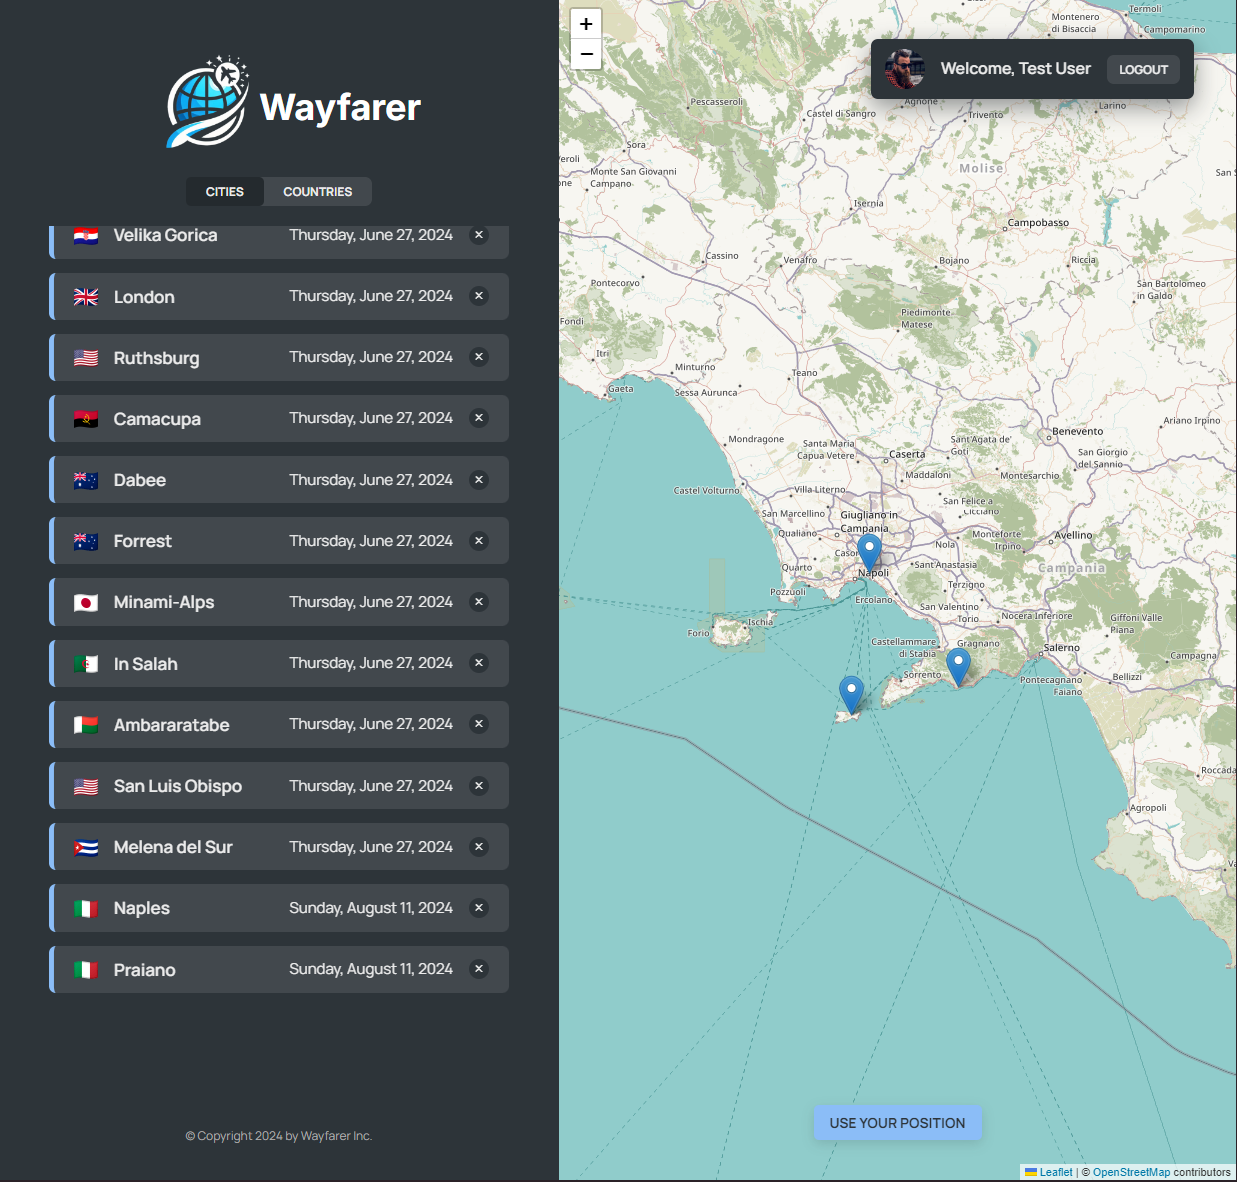 Wayfarer
CITIES
COUNTRIES
Velika Gorica Thursday, June 27, 2024 ×
London Thursday, June 27, 2024 ×
Ruthsburg Thursday, June 27, 2024 ×
Camacupa Thursday, June 27, 2024 ×
Dabee Thursday, June 27, 2024 ×
Forrest Thursday, June 27, 2024 ×
Minami-Alps Thursday, June 27, 2024 ×
In Salah Thursday, June 27, 2024 ×
Ambararatabe Thursday, June 27, 2024 ×
San Luis Obispo Thursday, June 27, 2024 ×
Melena del Sur Thursday, June 27, 2024 ×
Naples Sunday, August 11, 2024 ×
Praiano Sunday, August 11, 2024 ×
© Copyright 2024 by Wayfarer Inc.
+
−
Welcome, Test User
LOGOUT
Termoli
Montenero
di Bisaccia
Campomarino
Pescasseroli
Castel di Sangro
Agnone
Trivento
Larino
Sora
Monte San Giovanni
Campano
Molise
San S
Isernia
Campobasso
Cassino
Venafro
Bojano
Riccia
Pontecorvo
San Bartolomeo
in Galdo
Fondi
Piedimonte
Matese
Itri
Minturno
Teano
Gaeta
Sessa Aurunca
Mondragone
Santa Maria
Capua Vetere
Caserta
Sant'Agata de'
Goti
Benevento
Ariano Irpino
San Giorgio
del Sannio
Maddaloni
Montesarchio
Castel Volturno
Villa Literno
San Felice a
Cicciano
San Marcellino
Giugliano in
Campania
Qualiano
Nola
Monteforte
Irpino
Avellino
Quarto
Napoli
Sant'Anastasia
Campania
Pozzuoli
Ercolano
Terzigno
San Valentino
Torio
Nocera Inferiore
Giffoni Valle
Piana
Forio
Ischia
Castellammare
di Stabia
Gragnano
Salerno
Campagna
Sorrento
Pontecagnano
Faiano
Bellizzi
Roccada
Agropoli
USE YOUR POSITION
Leaflet | © OpenStreetMap contributors